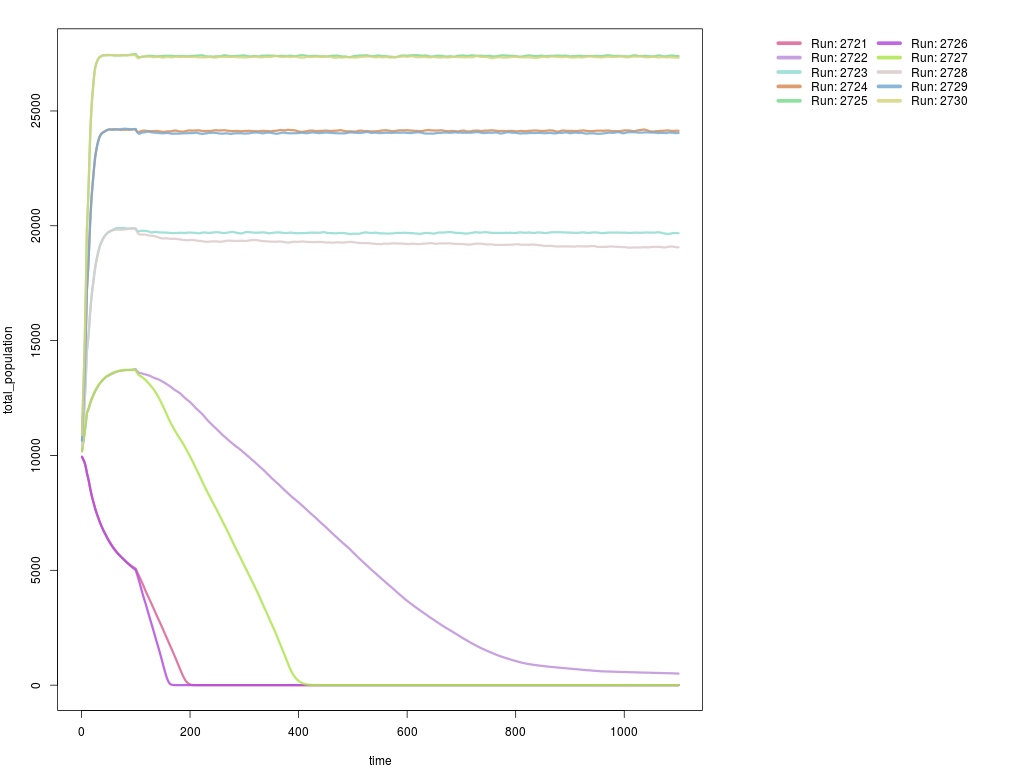 Run: 2721 Run: 2726
Run: 2722 Run: 2727
Run: 2723 Run: 2728
Run: 2724 Run: 2729
Run: 2725 Run: 2730
total_population
25000
20000
15000
10000
5000
0
0 200 400 600 800 1000
time